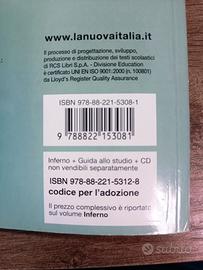 www.lanuovaitalia.it
Il processo di progettazione, sviluppo,
produzione e distribuzione dei testi scolastici
di RCS Libri S.p.A. - Divisione Education
è certificato UNI EN ISO 9001:2000 (n. 100801)
da Lloyd's Register Quality Assurance
ISBN 978-88-221-5308-1
9 788822 153081
Inferno + Guida allo studio + CD
non vendibili separatamente
ISBN 978-88-221-5312-8
codice per l'adozione
Il prezzo complessivo è riportato
sul volume Inferno
subito